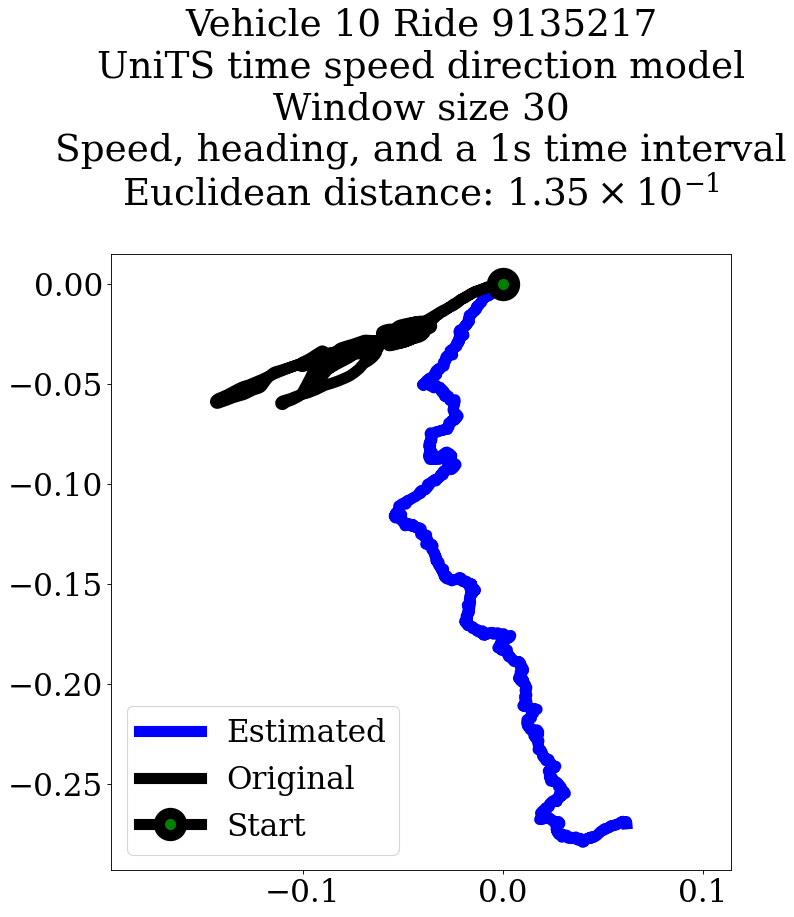 Vehicle 10 Ride 9135217
UniTS time speed direction model
Window size 30
Speed, heading, and a 1s time interval
Euclidean distance: 1.35 × 10⁻¹
0.00
−0.05
−0.10
−0.15
−0.20
−0.25
Estimated
Original
Start
−0.1
0.0
0.1